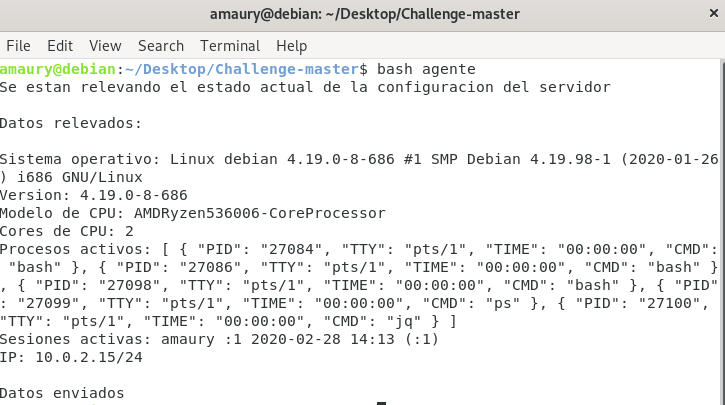 amaury@debian: ~/Desktop/Challenge-master
×
File Edit View Search Terminal Help
amaury@debian:~/Desktop/Challenge-master$ bash agente
Se estan relevando el estado actual de la configuracion del servidor
Datos relevados:
Sistema operativo: Linux debian 4.19.0-8-686 #1 SMP Debian 4.19.98-1 (2020-01-26
) i686 GNU/Linux
Version: 4.19.0-8-686
Modelo de CPU: AMDRyzen536006-CoreProcessor
Cores de CPU: 2
Procesos activos: [ { "PID": "27084", "TTY": "pts/1", "TIME": "00:00:00", "CMD":
"bash" }, { "PID": "27086", "TTY": "pts/1", "TIME": "00:00:00", "CMD": "bash" }
, { "PID": "27098", "TTY": "pts/1", "TIME": "00:00:00", "CMD": "bash" }, { "PID"
: "27099", "TTY": "pts/1", "TIME": "00:00:00", "CMD": "ps" }, { "PID": "27100",
"TTY": "pts/1", "TIME": "00:00:00", "CMD": "jq" } ]
Sesiones activas: amaury :1 2020-02-28 14:13 (:1)
IP: 10.0.2.15/24
Datos enviados